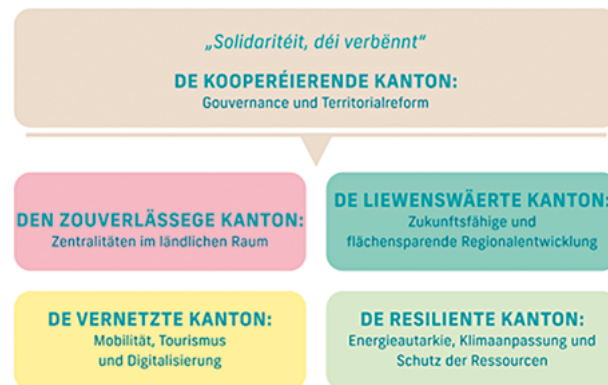 „Solidaritéit, déi verbënnt“
DE KOOPERÉIERENDE KANTON:
Gouvernance und Territorialreform
DEN ZOUVERLÄSSEGE KANTON:
Zentralitäten im ländlichen Raum
DE LIEWENSWÄERTE KANTON:
Zukunftsfähige und
flächensparende Regionalentwicklung
DE VERNETZTE KANTON:
Mobilität, Tourismus
und Digitalisierung
DE RESILIENTE KANTON:
Energieautarkie, Klimaanpassung und
Schutz der Ressourcen